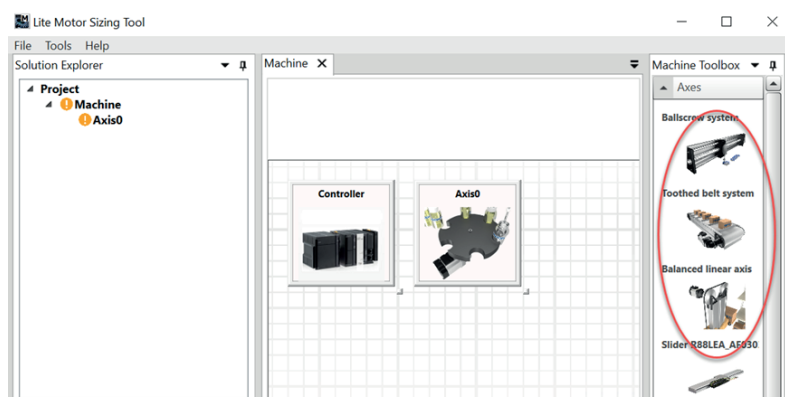 Lite Motor Sizing Tool
File Tools Help
Solution Explorer
Project
Machine
Axis0
Machine
Controller
Axis0
Machine Toolbox
Axes
Ballscrew system
Toothed belt system
Balanced linear axis
Slider R88LEA_AF030